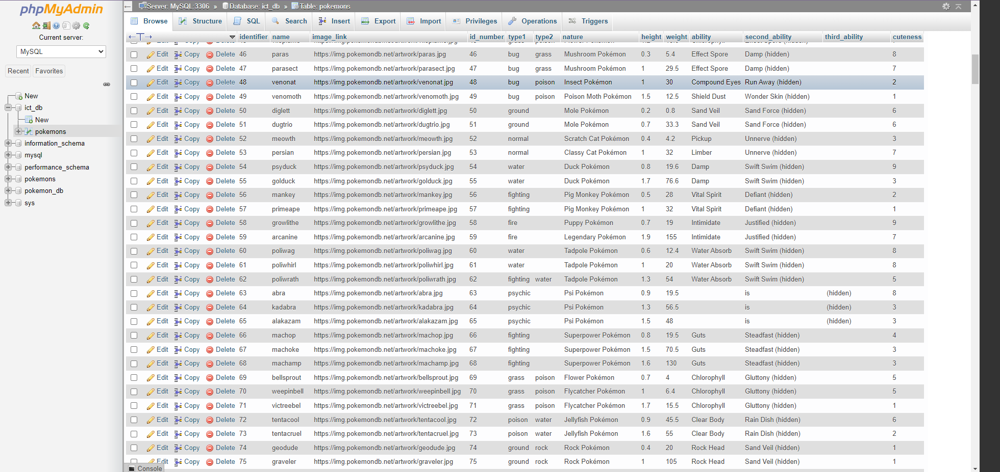 phpMyAdmin
Current server:
MySQL
Recent Favorites
New
ict_db
New
pokemons
information_schema
mysql
performance_schema
pokemons
pokemon_db
sys
Server: MySQL:3306 » Database: ict_db » Table: pokemons
Browse Structure SQL Search Insert Export Import Privileges Operations Triggers
identifier name image_link id_number type1 type2 nature height weight ability second_ability third_ability cuteness
Edit Copy Delete 46 paras https://img.pokemondb.net/artwork/paras.jpg 46 bug grass Mushroom Pokémon 0.3 5.4 Effect Spore Damp (hidden) 8
Edit Copy Delete 47 parasect https://img.pokemondb.net/artwork/parasect.jpg 47 bug grass Mushroom Pokémon 1 29.5 Effect Spore Damp (hidden) 7
Edit Copy Delete 48 venonat https://img.pokemondb.net/artwork/venonat.jpg 48 bug poison Insect Pokémon 1 30 Compound Eyes Run Away (hidden) 2
Edit Copy Delete 49 venomoth https://img.pokemondb.net/artwork/venomoth.jpg 49 bug poison Poison Moth Pokémon 1.5 12.5 Shield Dust Wonder Skin (hidden) 1
Edit Copy Delete 50 diglett https://img.pokemondb.net/artwork/diglett.jpg 50 ground Mole Pokémon 0.2 0.8 Sand Veil Sand Force (hidden) 6
Edit Copy Delete 51 dugtrio https://img.pokemondb.net/artwork/dugtrio.jpg 51 ground Mole Pokémon 0.7 33.3 Sand Veil Sand Force (hidden) 6
Edit Copy Delete 52 meowth https://img.pokemondb.net/artwork/meowth.jpg 52 normal Scratch Cat Pokémon 0.4 4.2 Pickup Unnerve (hidden) 3
Edit Copy Delete 53 persian https://img.pokemondb.net/artwork/persian.jpg 53 normal Classy Cat Pokémon 1 32 Limber Unnerve (hidden) 7
Edit Copy Delete 54 psyduck https://img.pokemondb.net/artwork/psyduck.jpg 54 water Duck Pokémon 0.8 19.6 Damp Swift Swim (hidden) 9
Edit Copy Delete 55 golduck https://img.pokemondb.net/artwork/golduck.jpg 55 water Duck Pokémon 1.7 76.6 Damp Swift Swim (hidden) 3
Edit Copy Delete 56 mankey https://img.pokemondb.net/artwork/mankey.jpg 56 fighting Pig Monkey Pokémon 0.5 28 Vital Spirit Defiant (hidden) 2
Edit Copy Delete 57 primeape https://img.pokemondb.net/artwork/primeape.jpg 57 fighting Pig Monkey Pokémon 1 32 Vital Spirit Defiant (hidden) 1
Edit Copy Delete 58 growlithe https://img.pokemondb.net/artwork/growlithe.jpg 58 fire Puppy Pokémon 0.7 19 Intimidate Justified (hidden) 9
Edit Copy Delete 59 arcanine https://img.pokemondb.net/artwork/arcanine.jpg 59 fire Legendary Pokémon 1.9 155 Intimidate Justified (hidden) 7
Edit Copy Delete 60 poliwag https://img.pokemondb.net/artwork/poliwag.jpg 60 water Tadpole Pokémon 0.6 12.4 Water Absorb Swift Swim (hidden) 8
Edit Copy Delete 61 poliwhirl https://img.pokemondb.net/artwork/poliwhirl.jpg 61 water Tadpole Pokémon 1 20 Water Absorb Swift Swim (hidden) 8
Edit Copy Delete 62 poliwrath https://img.pokemondb.net/artwork/poliwrath.jpg 62 fighting water Tadpole Pokémon 1.3 54 Water Absorb Swift Swim (hidden) 5
Edit Copy Delete 63 abra https://img.pokemondb.net/artwork/abra.jpg 63 psychic Psi Pokémon 0.9 19.5 is (hidden) 8
Edit Copy Delete 64 kadabra https://img.pokemondb.net/artwork/kadabra.jpg 64 psychic Psi Pokémon 1.3 56.5 is (hidden) 3
Edit Copy Delete 65 alakazam https://img.pokemondb.net/artwork/alakazam.jpg 65 psychic Psi Pokémon 1.5 48 is (hidden) 3
Edit Copy Delete 66 machop https://img.pokemondb.net/artwork/machop.jpg 66 fighting Superpower Pokémon 0.8 19.5 Guts Steadfast (hidden) 4
Edit Copy Delete 67 machoke https://img.pokemondb.net/artwork/machoke.jpg 67 fighting Superpower Pokémon 1.5 70.5 Guts Steadfast (hidden) 3
Edit Copy Delete 68 machamp https://img.pokemondb.net/artwork/machamp.jpg 68 fighting Superpower Pokémon 1.6 130 Guts Steadfast (hidden) 3
Edit Copy Delete 69 bellsprout https://img.pokemondb.net/artwork/bellsprout.jpg 69 grass poison Flower Pokémon 0.7 4 Chlorophyll Gluttony (hidden) 5
Edit Copy Delete 70 weepinbell https://img.pokemondb.net/artwork/weepinbell.jpg 70 grass poison Flycatcher Pokémon 1 6.4 Chlorophyll Gluttony (hidden) 5
Edit Copy Delete 71 victreebel https://img.pokemondb.net/artwork/victreebel.jpg 71 grass poison Flycatcher Pokémon 1.7 15.5 Chlorophyll Gluttony (hidden) 1
Edit Copy Delete 72 tentacool https://img.pokemondb.net/artwork/tentacool.jpg 72 poison water Jellyfish Pokémon 0.9 45.5 Clear Body Rain Dish (hidden) 6
Edit Copy Delete 73 tentacruel https://img.pokemondb.net/artwork/tentacruel.jpg 73 poison water Jellyfish Pokémon 1.6 55 Clear Body Rain Dish (hidden) 2
Edit Copy Delete 74 geodude https://img.pokemondb.net/artwork/geodude.jpg 74 ground rock Rock Pokémon 0.4 20 Rock Head Sand Veil (hidden) 1
Edit Copy Delete 75 graveler https://img.pokemondb.net/artwork/graveler.jpg 75 ground rock Rock Pokémon 1 105 Rock Head Sand Veil (hidden) 1
Console